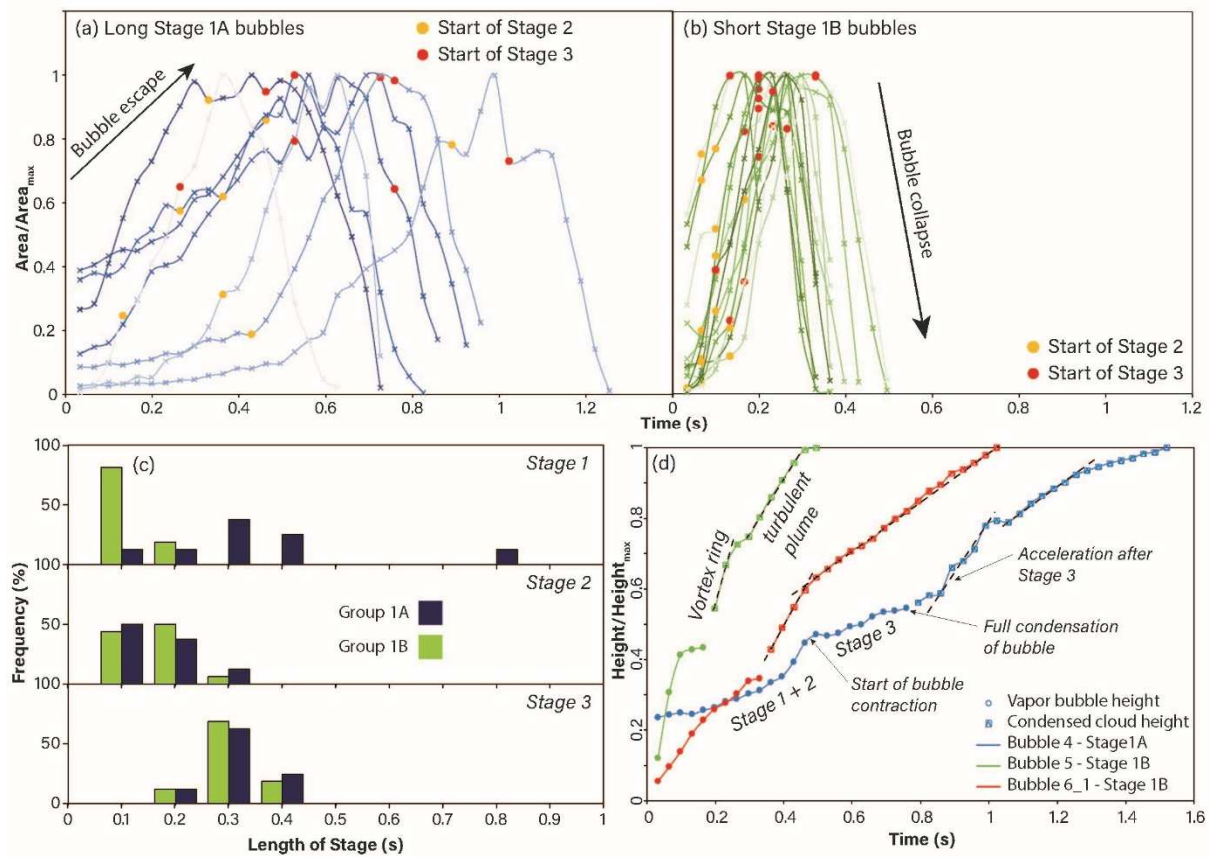 (a) Long Stage 1A bubbles
Start of Stage 2
Start of Stage 3
Bubble escape
Area/Area_max
1
0.8
0.6
0.4
0.2
0
0 0.2 0.4 0.6 0.8 1 1.2
(b) Short Stage 1B bubbles
Bubble collapse
Start of Stage 2
Start of Stage 3
0 0.2 0.4 0.6 0.8 1 1.2
Time (s)
(c)
Stage 1
100%
50
100
Stage 2
50
100
Group 1A
Group 1B
Stage 3
50
0
Frequency (%)
0 0.1 0.2 0.3 0.4 0.5 0.6 0.7 0.8 0.9 1
Length of Stage (s)
(d)
Height/Height_max
1
0.8
0.6
0.4
0.2
0
Vortex ring
turbulent
plume
Acceleration after
Stage 3
Stage 3
Full condensation
of bubble
Stage 1 + 2
Start of bubble
contraction
Vapor bubble height
Condensed cloud height
Bubble 4 - Stage1A
Bubble 5 - Stage 1B
Bubble 6_1 - Stage 1B
0 0.2 0.4 0.6 0.8 1 1.2 1.4 1.6
Time (s)